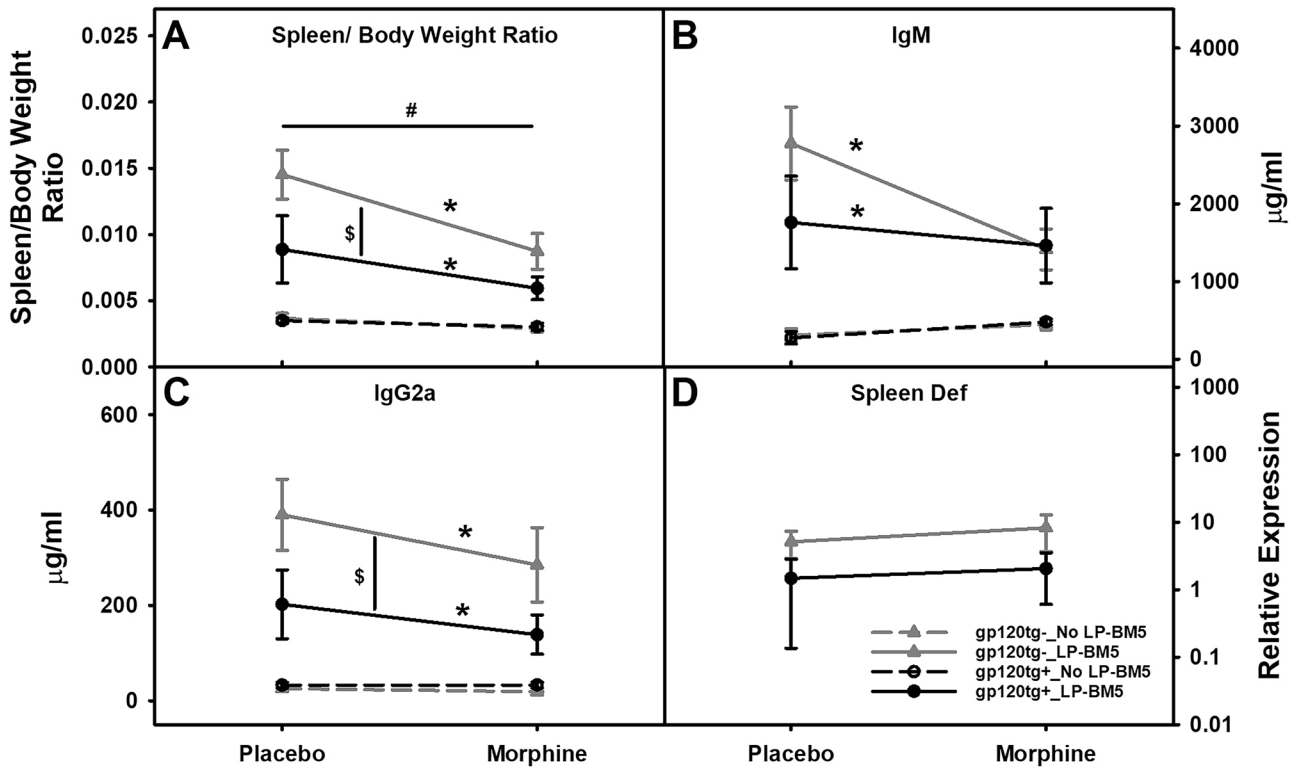 A
Spleen/ Body Weight Ratio
Spleen/Body Weight
Ratio
0.025
0.020
0.015
0.010
0.005
0.000
#
*
$
*
B
IgM
4000
3000
2000
1000
0
µg/ml
*
*
C
IgG2a
µg/ml
600
400
200
0
*
$
*
Placebo
Morphine
D
Spleen Def
1000
100
10
1
0.1
0.01
Relative Expression
gp120tg-_No LP-BM5
gp120tg-_LP-BM5
gp120tg+_No LP-BM5
gp120tg+_LP-BM5
Placebo
Morphine